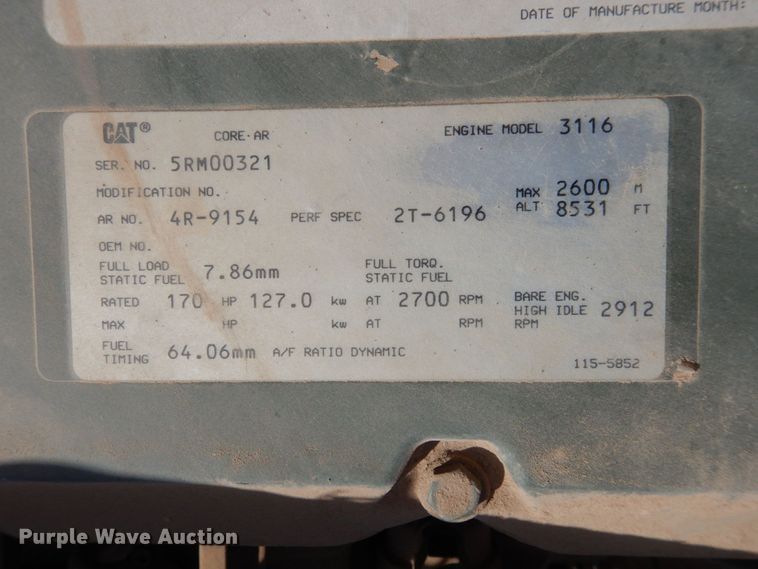 DATE OF MANUFACTURE MONTH:
CAT® CORE-AR ENGINE MODEL 3116
SER. NO. 5RM00321
MODIFICATION NO.
MAX 2600 M
AR NO. 4R-9154 PERF SPEC 2T-6196 ALT 8531 FT
OEM NO.
FULL LOAD FULL TORQ.
STATIC FUEL 7.86mm STATIC FUEL
RATED 170 HP 127.0 kw AT 2700 RPM BARE ENG.
HIGH IDLE 2912
MAX HP kw AT RPM RPM
FUEL
TIMING 64.06mm A/F RATIO DYNAMIC
115-5852
Purple Wave Auction